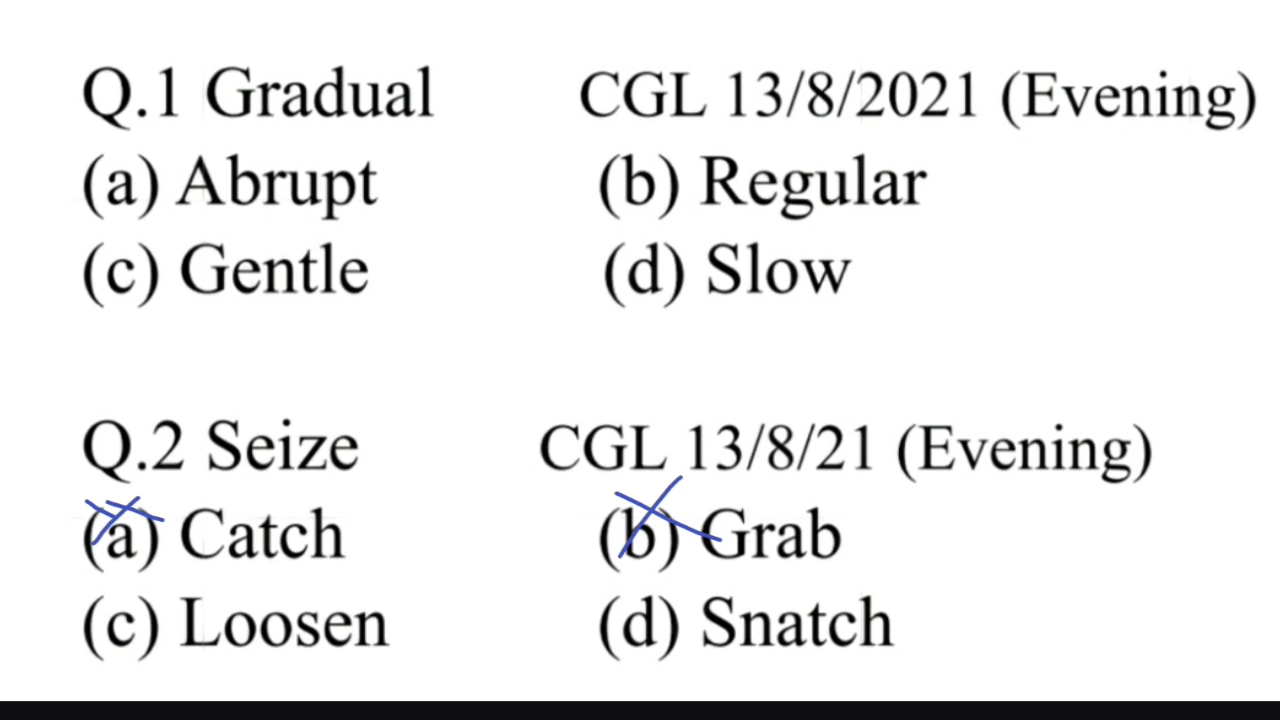 Q.1 Gradual CGL 13/8/2021 (Evening)
(a) Abrupt (b) Regular
(c) Gentle (d) Slow
Q.2 Seize CGL 13/8/21 (Evening)
(a) Catch (b) Grab
(c) Loosen (d) Snatch